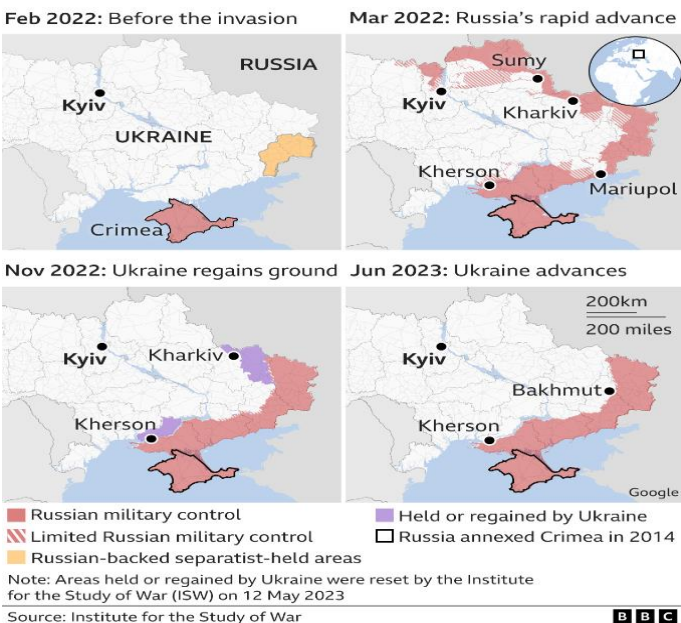 Feb 2022: Before the invasion
RUSSIA
Kyiv
UKRAINE
Crimea
Mar 2022: Russia's rapid advance
Sumy
Kyiv
Kharkiv
Kherson
Mariupol
Nov 2022: Ukraine regains ground
Kyiv
Kharkiv
Kherson
Jun 2023: Ukraine advances
200km
200 miles
Kyiv
Bakhmut
Kherson
Google
Russian military control
Limited Russian military control
Russian-backed separatist-held areas
Held or regained by Ukraine
Russia annexed Crimea in 2014
Note: Areas held or regained by Ukraine were reset by the Institute
for the Study of War (ISW) on 12 May 2023
Source: Institute for the Study of War
BBC